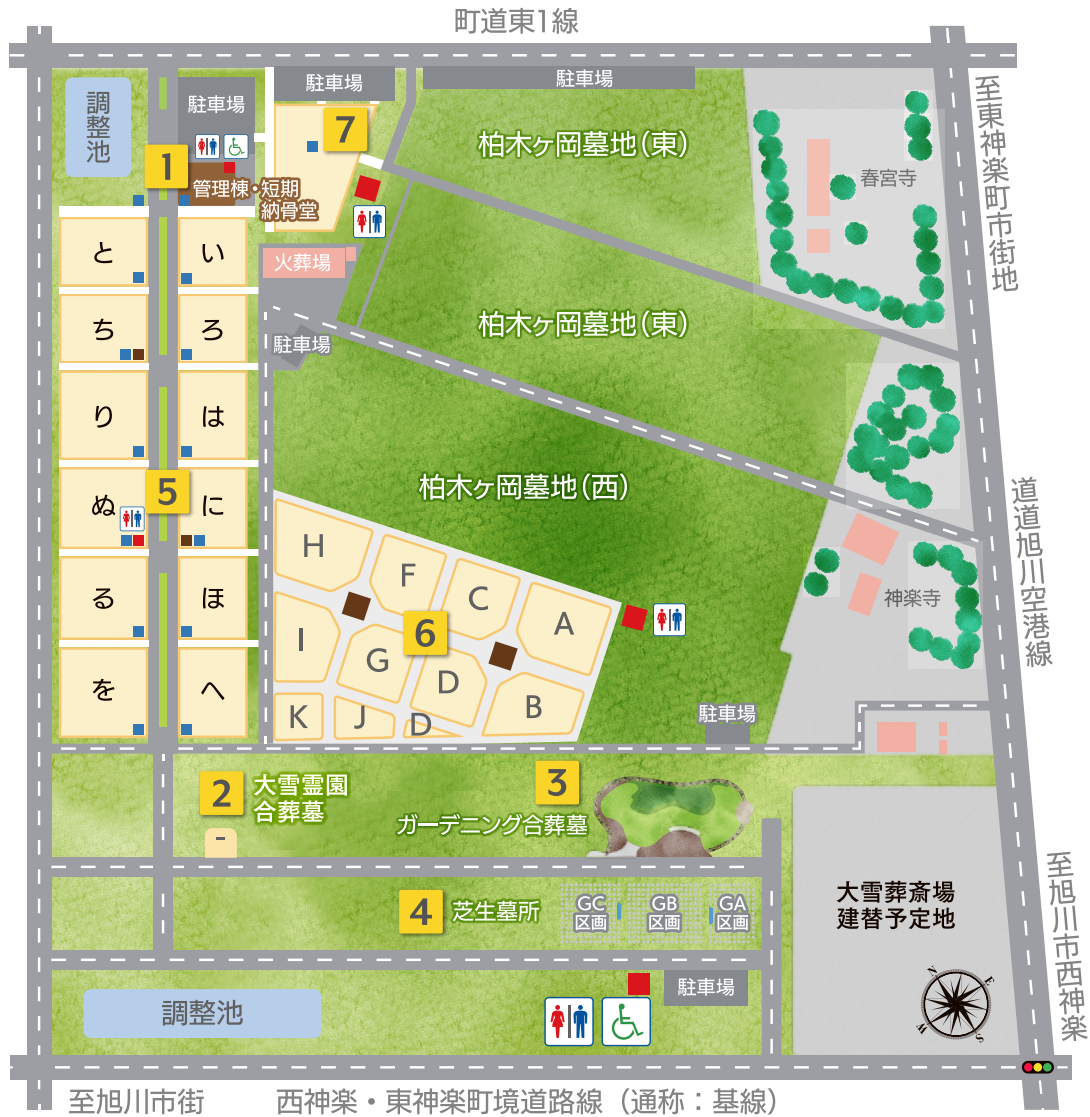 町道東1線
駐車場
駐車場
駐車場
調整池
7
柏木ヶ岡墓地(東)
至東神楽町市街地
1
管理棟・短期
納骨堂
春宮寺
と
い
火葬場
ち
ろ
駐車場
柏木ヶ岡墓地(東)
り
は
5
柏木ヶ岡墓地(西)
道道旭川空港線
ぬ
に
H
F
C
A
る
ほ
I
G
6
D
B
神楽寺
を
へ
K
J
D
駐車場
2
大雪霊園
合葬墓
3
ガーデニング合葬墓
4
芝生墓所
GC
区画
GB
区画
GA
区画
大雪葬斎場
建替予定地
至旭川市西神楽
調整池
駐車場
N
E
W
S
至旭川市街
西神楽・東神楽町境道路線(通称:基線)